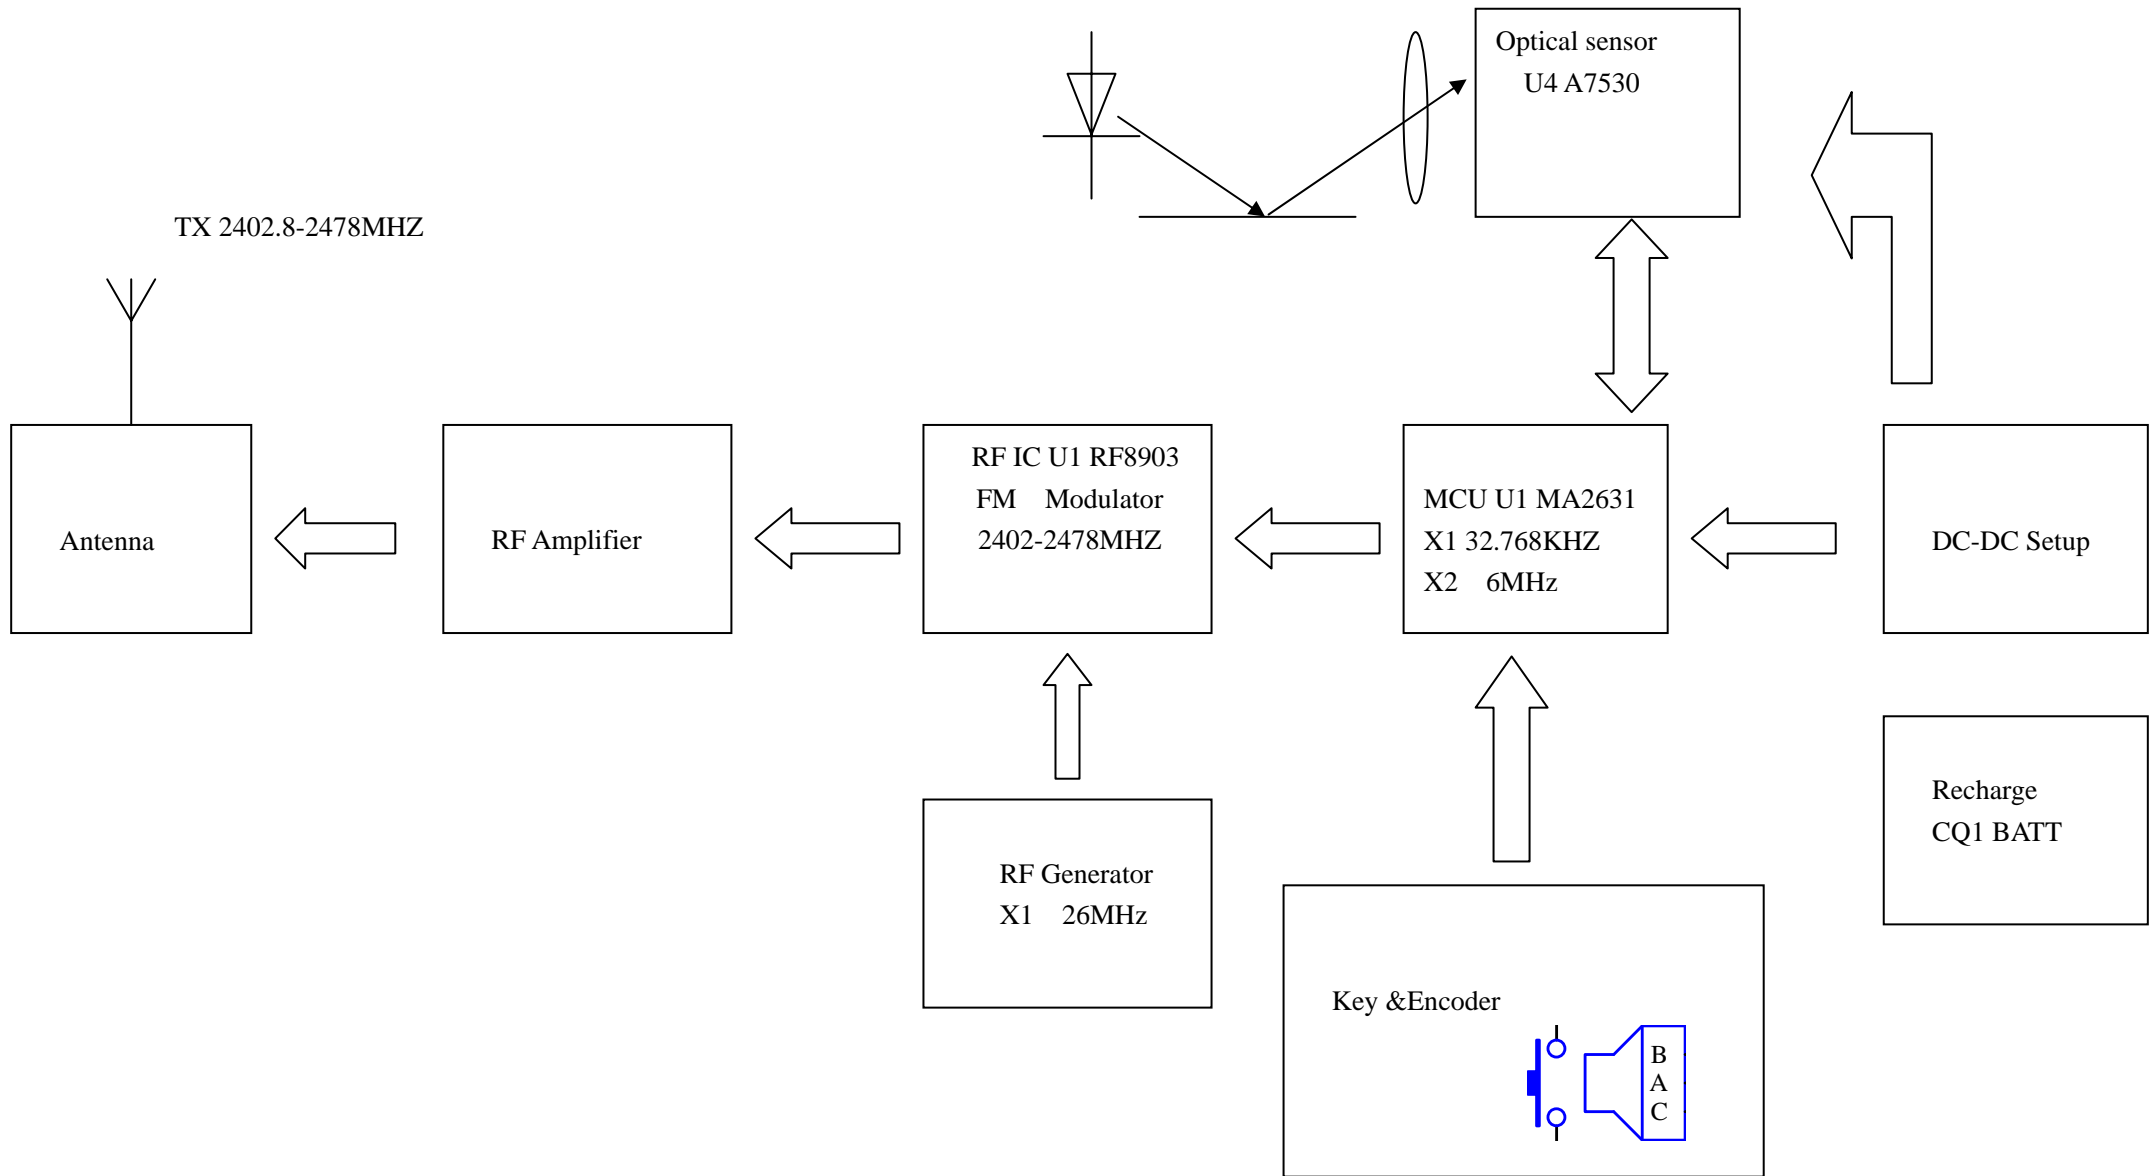 Optical sensor
U4 A7530
TX 2402.8-2478MHZ
Antenna
RF Amplifier
RF IC U1 RF8903
FM Modulator
2402-2478MHZ
MCU U1 MA2631
X1 32.768KHZ
X2 6MHz
DC-DC Setup
RF Generator
X1 26MHz
Recharge
CQ1 BATT
Key &Encoder
B
A
C